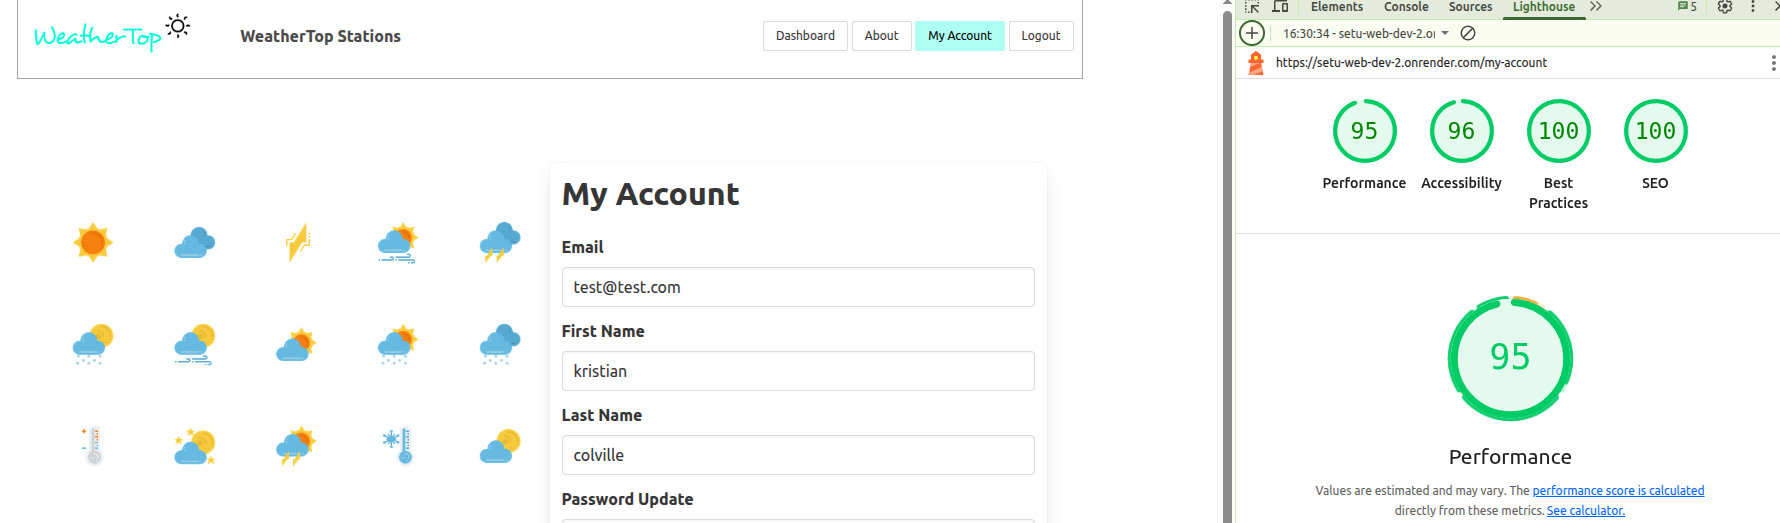 WeatherTop
WeatherTop Stations
Dashboard
About
My Account
Logout
My Account
Email
test@test.com
First Name
kristian
Last Name
colville
Password Update
Elements
Console
Sources
Lighthouse
5
16:30:34 - setu-web-dev-2.o
https://setu-web-dev-2.onrender.com/my-account
95
96
100
100
Performance
Accessibility
Best
Practices
SEO
95
Performance
Values are estimated and may vary. The performance score is calculated
directly from these metrics. See calculator.